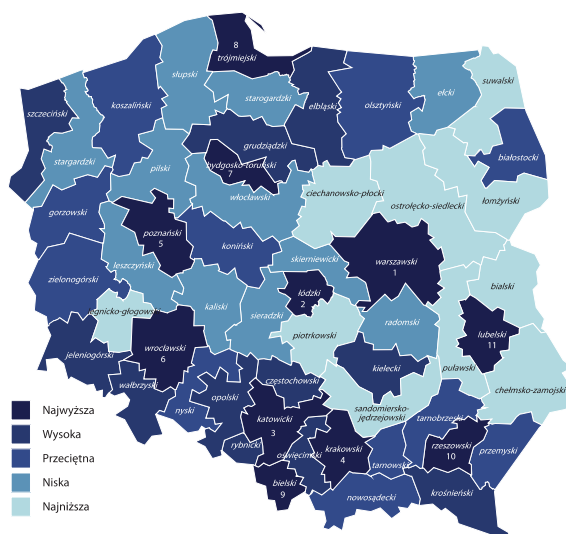 8
trójmiejski
słupski
suwalski
ełcki
koszaliński
starogardzki
elbląski
olsztyński
szczeciński
grudziądzki
białostocki
stargardzki
pilski
bydgosko-toruński
7
włocławski
ciechanowsko-płocki
ostrołęcko-siedlecki
łomżyński
gorzowski
poznański
5
koniński
skierniewicki
warszawski
1
leszczyński
zielonogórski
bialski
łódzki
2
egnicko-głogowski
kaliski
sieradzki
radomski
piotrkowski
lubelski
11
wrocławski
6
jeleniogórski
kielecki
puławski
wałbrzyski
częstochowski
chełmsko-zamojski
opolski
nyski
sandomiersko-
jędrzejowski
tarnobrzeski
katowicki
3
rybnicki
oświęcimski
krakowski
4
rzeszowski
10
przemyski
tarnowski
bielski
9
nowosądecki
krośnieński
Najwyższa
Wysoka
Przeciętna
Niska
Najniższa